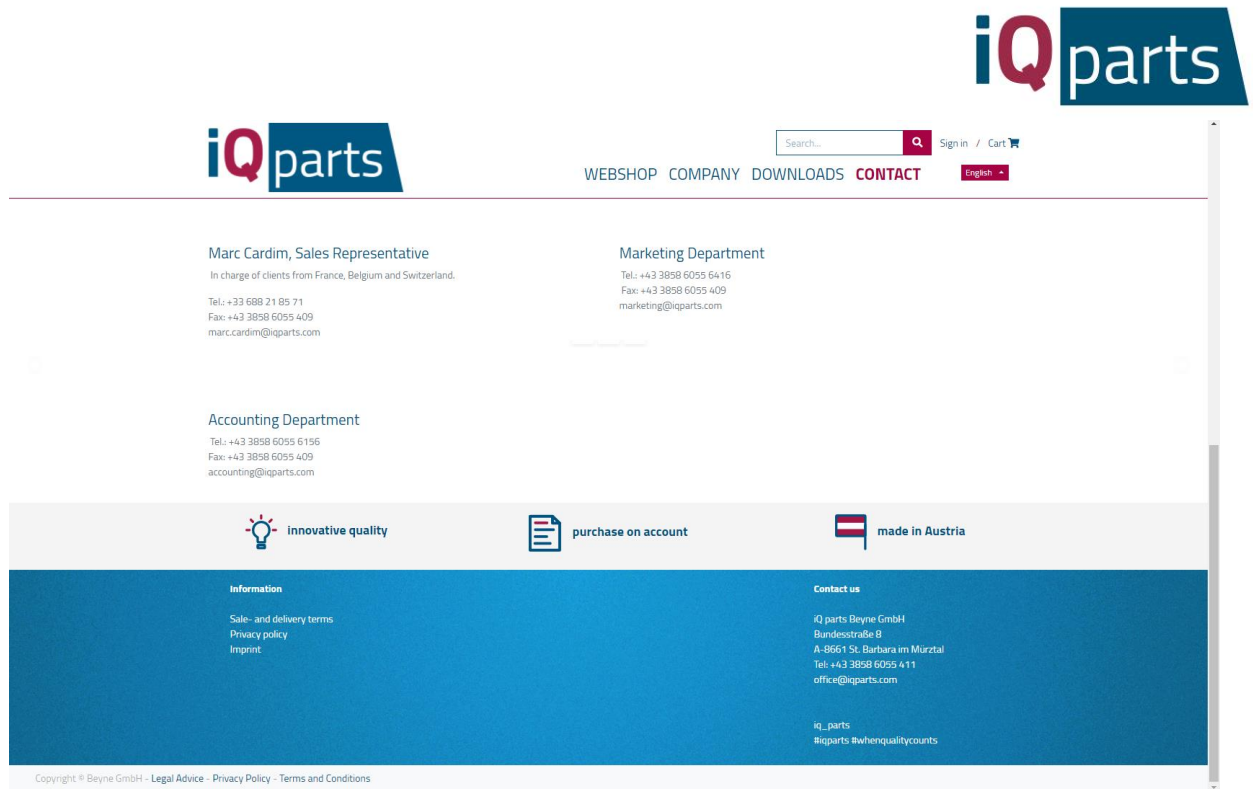 iQparts
iQparts
Search...
Sign in / Cart
WEBSHOP COMPANY DOWNLOADS CONTACT
English
Marc Cardim, Sales Representative
In charge of clients from France, Belgium and Switzerland.
Tel.: +33 688 21 85 71
Fax: +43 3858 6055 409
marc.cardim@iqparts.com
Marketing Department
Tel.: +43 3858 6055 6416
Fax: +43 3858 6055 409
marketing@iqparts.com
Accounting Department
Tel.: +43 3858 6055 6156
Fax: +43 3858 6055 409
accounting@iqparts.com
innovative quality
purchase on account
made in Austria
Information
Sale- and delivery terms
Privacy policy
Imprint
Contact us
iQ parts Beyne GmbH
Bundesstraße 8
A-8661 St. Barbara im Mürztal
Tel: +43 3858 6055 411
office@iqparts.com
iq_parts
#iqparts #whenqualitycounts
Copyright © Beyne GmbH - Legal Advice - Privacy Policy - Terms and Conditions